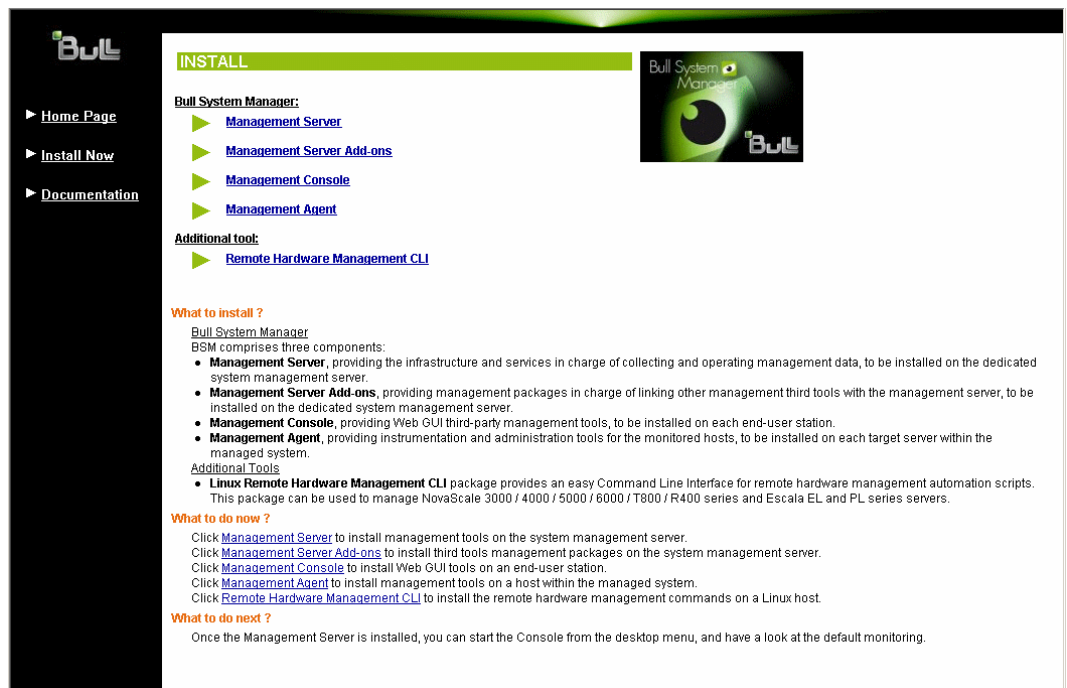 Bull
Home Page
Install Now
Documentation
INSTALL
Bull System Manager
Bull
Bull System Manager:
Management Server
Management Server Add-ons
Management Console
Management Agent
Additional tool:
Remote Hardware Management CLI
What to install ?
Bull System Manager
BSM comprises three components:
• Management Server, providing the infrastructure and services in charge of collecting and operating management data, to be installed on the dedicated
system management server.
• Management Server Add-ons, providing management packages in charge of linking other management third tools with the management server, to be
installed on the dedicated system management server.
• Management Console, providing Web GUI third-party management tools, to be installed on each end-user station.
• Management Agent, providing instrumentation and administration tools for the monitored hosts, to be installed on each target server within the
managed system.
Additional Tools
• Linux Remote Hardware Management CLI package provides an easy Command Line Interface for remote hardware management automation scripts.
This package can be used to manage NovaScale 3000 / 4000 / 5000 / 6000 / T800 / R400 series and Escala EL and PL series servers.
What to do now ?
Click Management Server to install management tools on the system management server.
Click Management Server Add-ons to install third tools management packages on the system management server.
Click Management Console to install Web GUI tools on an end-user station.
Click Management Agent to install management tools on a host within the managed system.
Click Remote Hardware Management CLI to install the remote hardware management commands on a Linux host.
What to do next ?
Once the Management Server is installed, you can start the Console from the desktop menu, and have a look at the default monitoring.